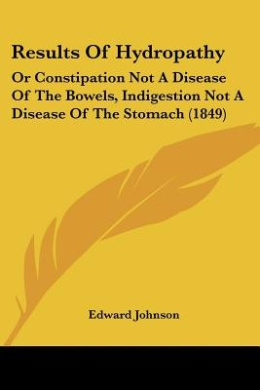 Results Of Hydropathy
Or Constipation Not A Disease
Of The Bowels, Indigestion Not A
Disease Of The Stomach (1849)
Edward Johnson